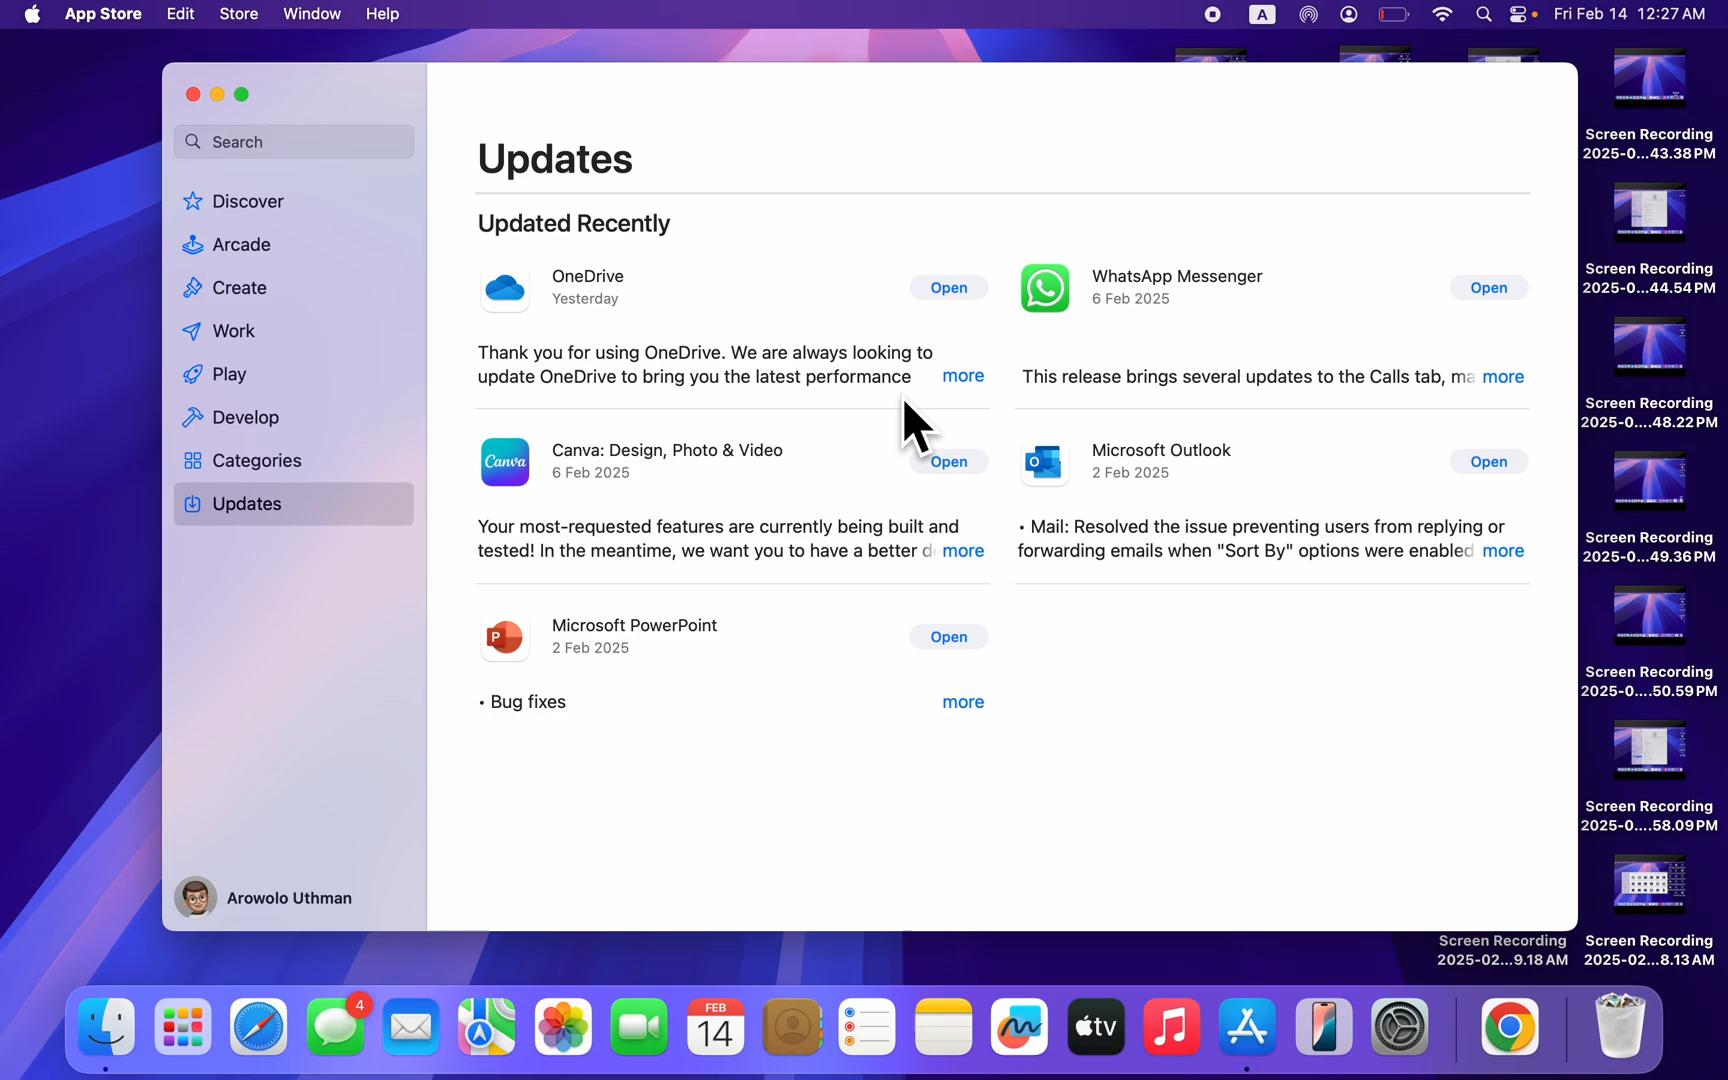 App Store Edit Store Window Help
A
Fri Feb 14 12:27 AM
Search
Discover
Arcade
Create
Work
Play
Develop
Categories
Updates
Arowolo Uthman
Updates
Updated Recently
OneDrive
Yesterday
Open
Thank you for using OneDrive. We are always looking to
update OneDrive to bring you the latest performance more
WhatsApp Messenger
6 Feb 2025
Open
This release brings several updates to the Calls tab, ma more
Canva
Canva: Design, Photo & Video
6 Feb 2025
Open
Your most-requested features are currently being built and
tested! In the meantime, we want you to have a better more
Microsoft Outlook
2 Feb 2025
Open
• Mail: Resolved the issue preventing users from replying or
forwarding emails when "Sort By" options were enabled more
P
Microsoft PowerPoint
2 Feb 2025
Open
• Bug fixes more
Screen Recording
2025-0...43.38 PM
Screen Recording
2025-0...44.54 PM
Screen Recording
2025-0....48.22 PM
Screen Recording
2025-0....49.36 PM
Screen Recording
2025-0....50.59 PM
Screen Recording
2025-0....58.09 PM
Screen Recording
2025-02...9.18 AM
Screen Recording
2025-02...8.13 AM
4
FEB
14
tv